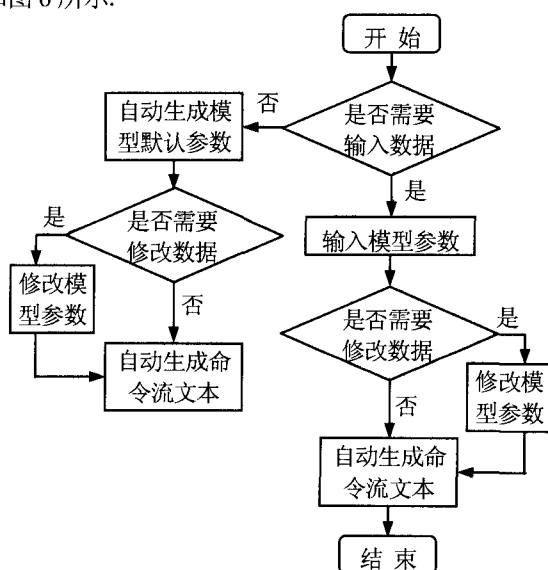 如图6所示.
开 始
是否需要
输入数据
否
自动生成模
型默认参数
是
是否需要
修改数据
是
输入模型参数
修改模
型参数
否
是否需要
修改数据
是
自动生成命
令流文本
修改模
型参数
否
自动生成命
令流文本
结 束